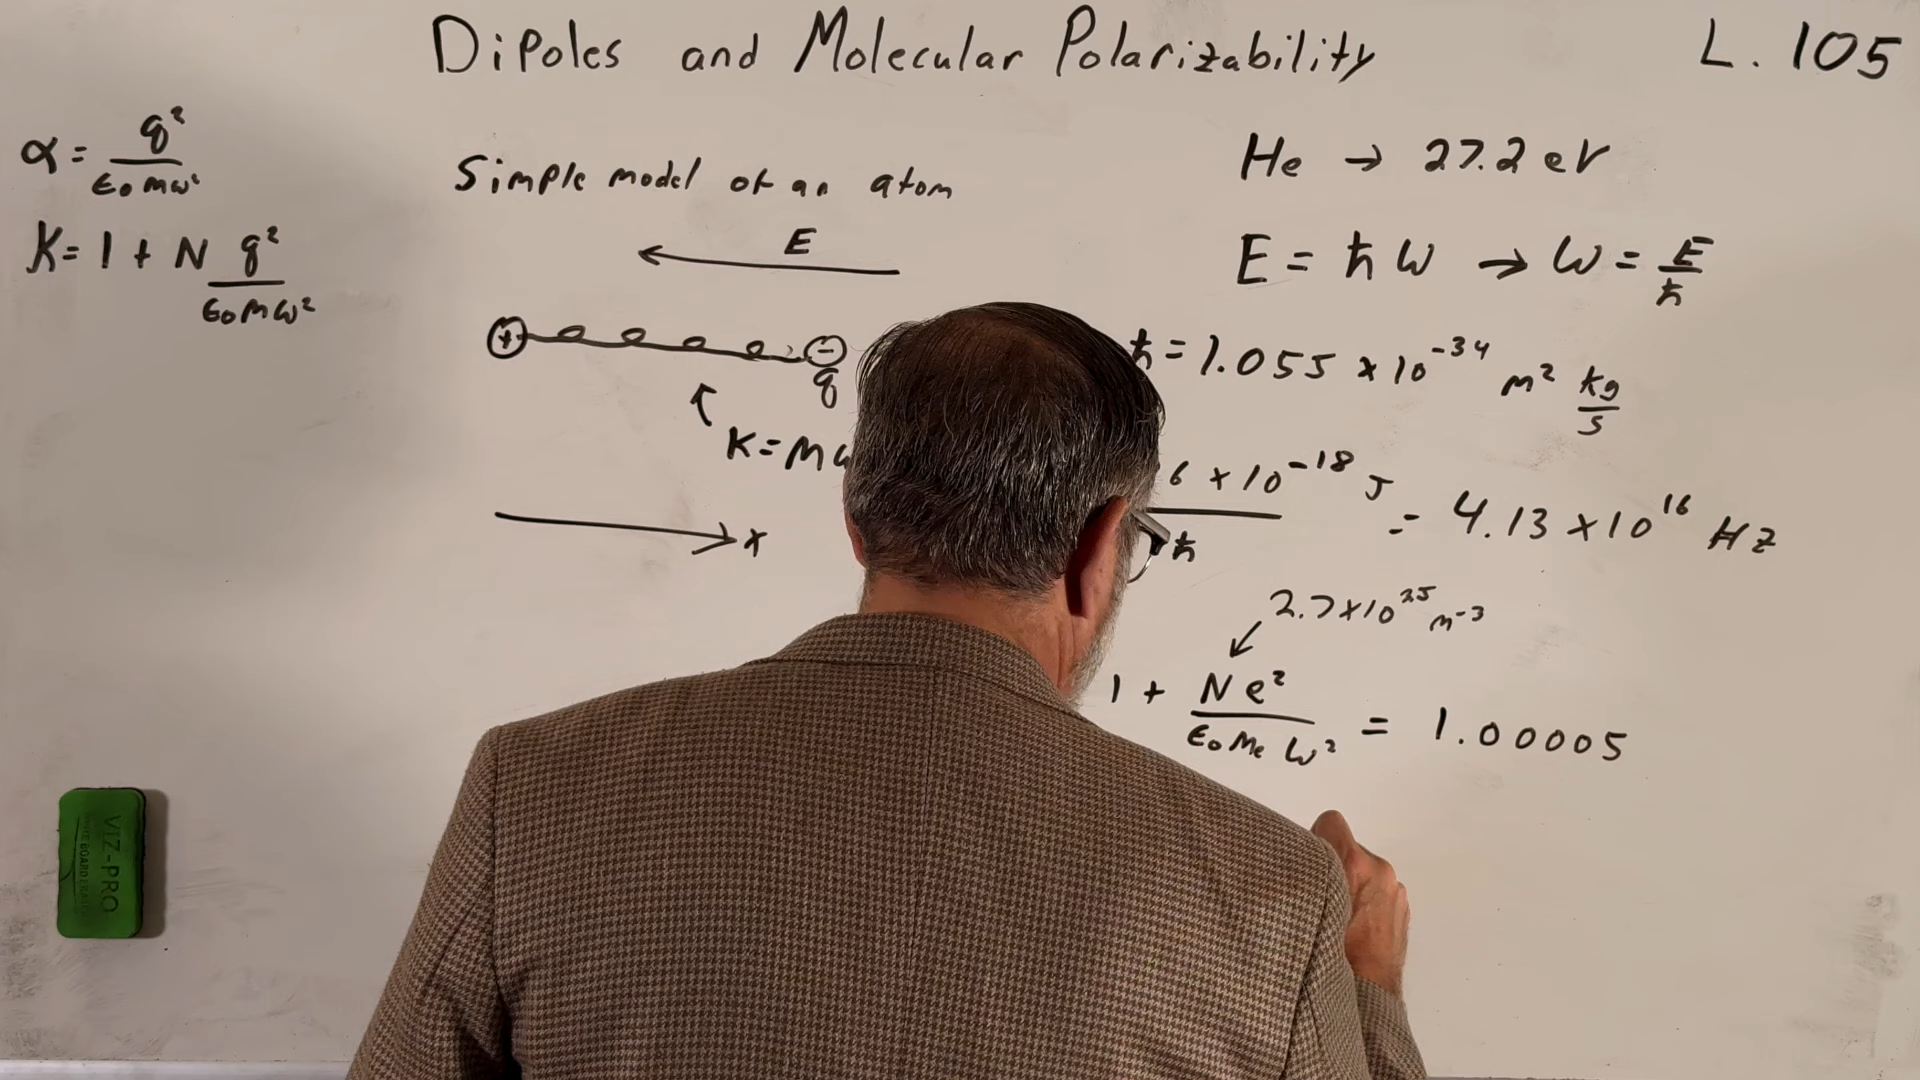 Dipoles and Molecular Polarizability
L. 105
α = q² / ε₀mω²
K = 1 + N q² / ε₀mω²
Simple model of an atom
E
+
-
q
K = m
x
He → 27.2 eV
E = ħω → ω = E/ħ
ħ = 1.055 × 10⁻³⁴ m² kg/s
6 × 10⁻¹⁸ J / ħ = 4.13 × 10¹⁶ Hz
2.7 × 10²⁵ m⁻³
1 + Ne² / ε₀mₑω² = 1.00005
VIZ-PRO